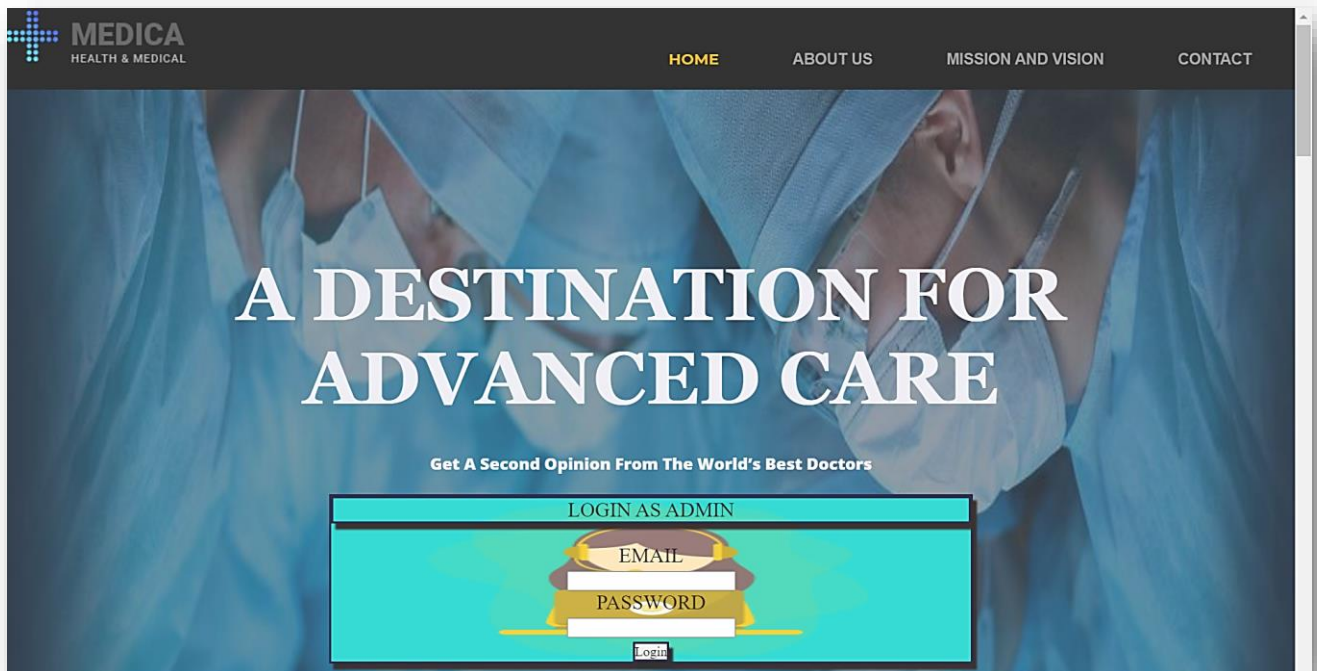 MEDICA
HEALTH & MEDICAL
HOME ABOUT US MISSION AND VISION CONTACT
A DESTINATION FOR
ADVANCED CARE
Get A Second Opinion From The World's Best Doctors
LOGIN AS ADMIN
EMAIL
PASSWORD
Login